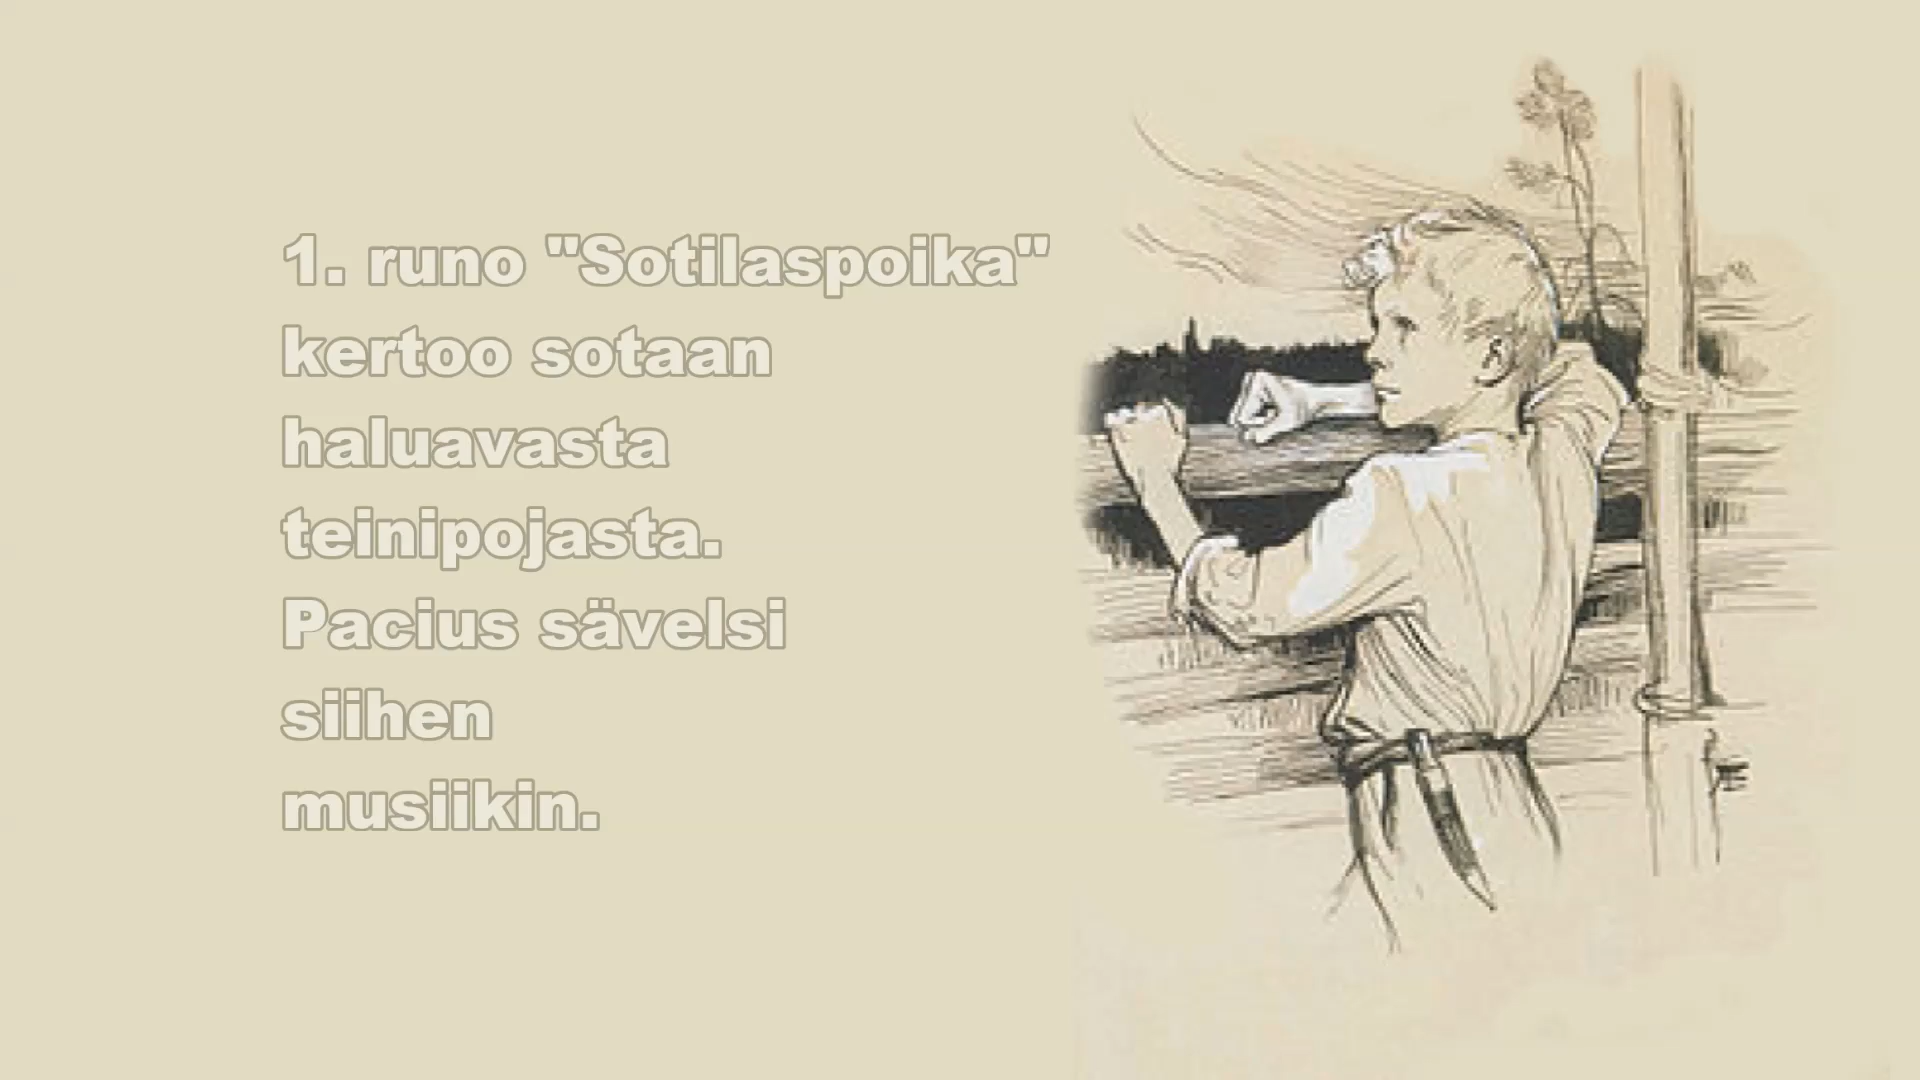 1. runo "Sotilaspoika"
kertoo sotaan
haluavasta
teinipojasta.
Pacius sävelsi
siihen
musiikin.